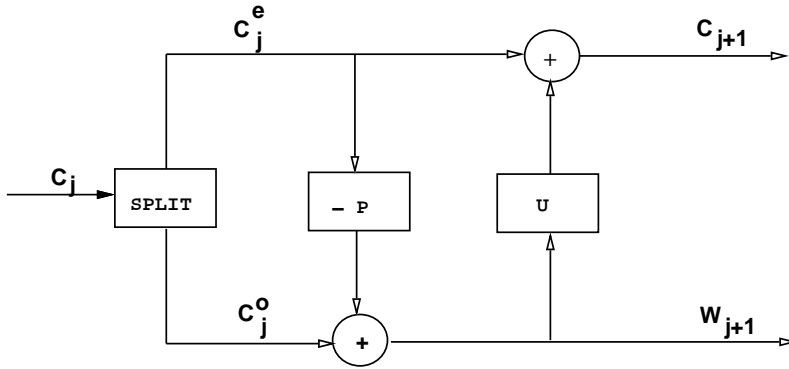 C_j^e
+
C_{j+1}
C_j
SPLIT
– P
U
C_j^o
+
W_{j+1}